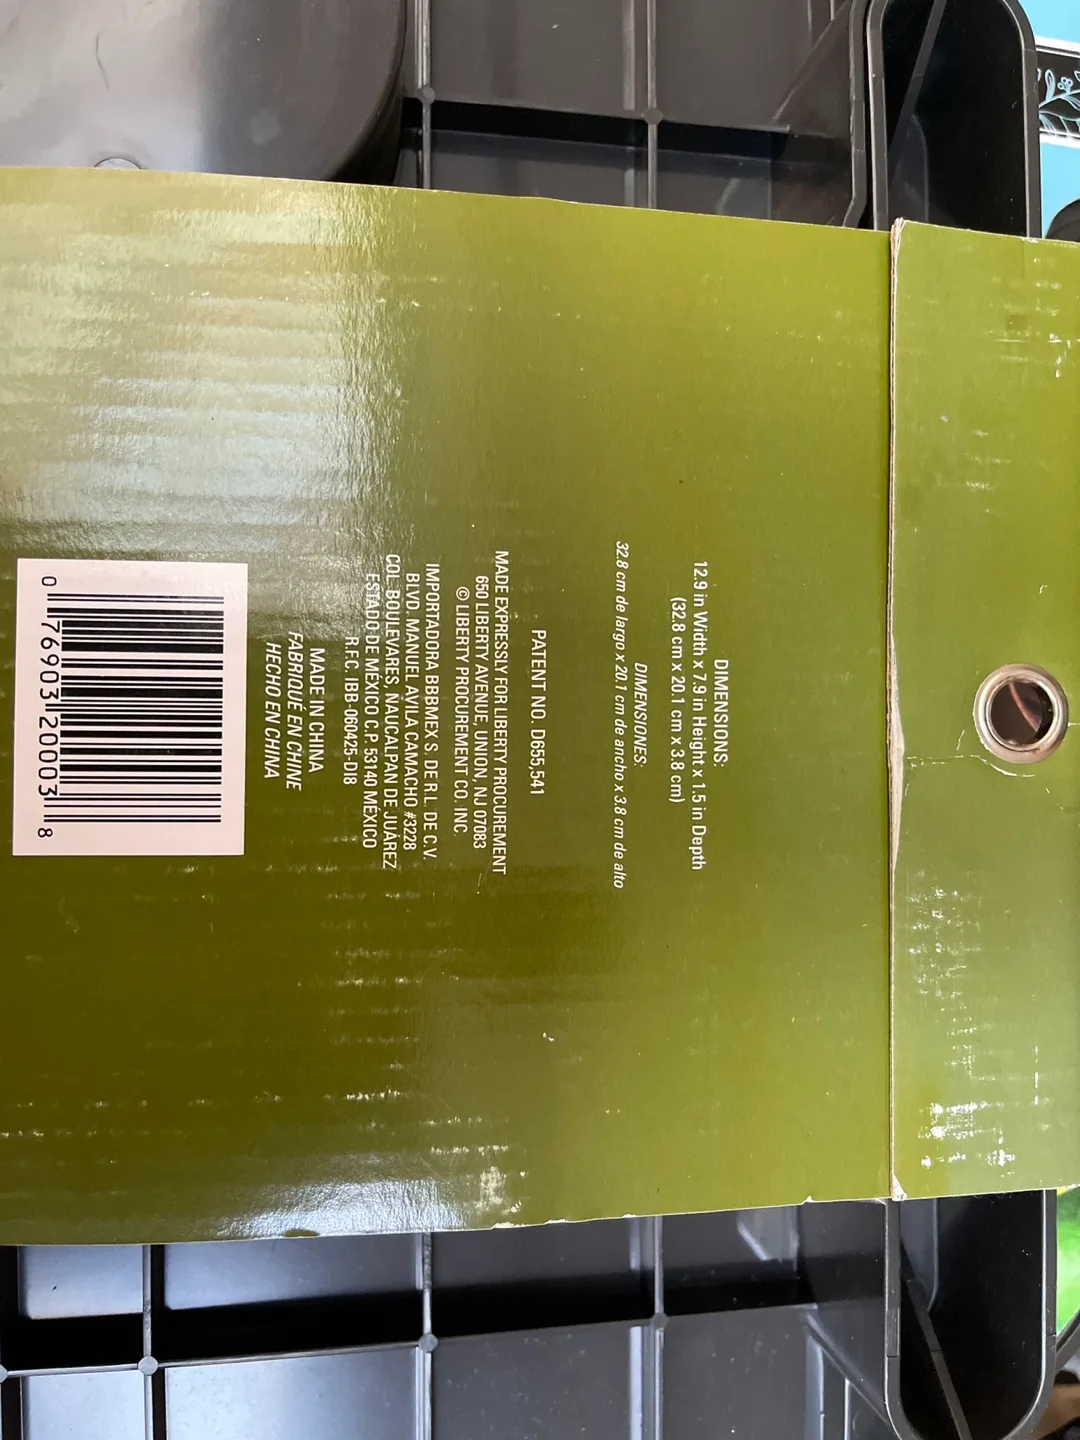 DIMENSIONS:
12.9 in Width x 7.9 in Height x 1.5 in Depth
(32.8 cm x 20.1 cm x 3.8 cm)
DIMENSIONES:
32.8 cm de largo x 20.1 cm de ancho x 3.8 cm de alto
PATENT NO. D655,541
MADE EXPRESSLY FOR LIBERTY PROCUREMENT
650 LIBERTY AVENUE, UNION, NJ 07083
© LIBERTY PROCUREMENT CO. INC.
IMPORTADORA BBBMEX S. DE R.L. DE C.V.
BLVD. MANUEL AVILA CAMACHO #3228
COL. BOULEVARES, NAUCALPAN DE JUÁREZ
ESTADO DE MÉXICO C.P. 53140 MÉXICO
R.F.C. IBB-060425-DI8
MADE IN CHINA
FABRIQUÉ EN CHINE
HECHO EN CHINA
0 76903 20003 8